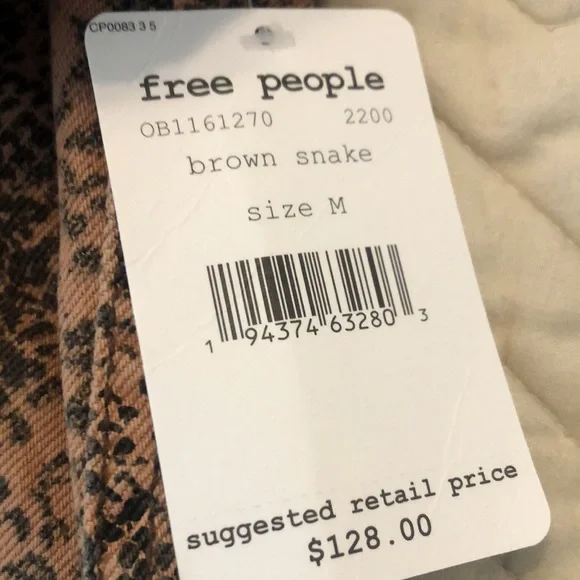 CP0083 3 5
free people
OB1161270 2200
brown snake
size M
1 94374 63280 3
suggested retail price
$128.00